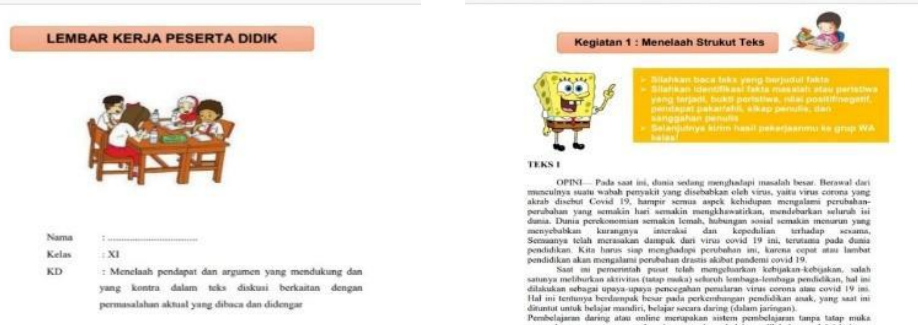 LEMBAR KERJA PESERTA DIDIK
Nama : ................................
Kelas : XI
KD : Menelaah pendapat dan argumen yang mendukung dan
yang kontra dalam teks diskusi berkaitan dengan
permasalahan aktual yang dibaca dan didengar
Kegiatan 1 : Menelaah Strukut Teks
➢ Silahkan baca teks yang berjudul fakta
➢ Silahkan identifikasi fakta masalah atau peristiwa
yang terjadi, bukti peristiwa, nilai positif/negatif,
pendapat pakar/ahli, sikap penulis, dan
sanggahan penulis
➢ Selanjutnya kirim hasil pekerjaanmu ke grup WA
kelas!
TEKS I
OPINI— Pada saat ini, dunia sedang menghadapi masalah besar. Berawal dari
munculnya suatu wabah penyakit yang disebabkan oleh virus, yaitu virus corona yang
akrab disebut Covid 19, hampir semua aspek kehidupan mengalami perubahan-
perubahan yang semakin hari semakin mengkhawatirkan, mendebarkan seluruh isi
dunia. Dunia perekonomian semakin lemah, hubungan sosial semakin menurun yang
menyebabkan kurangnya interaksi dan kepedulian terhadap sesama,
Semuanya telah merasakan dampak dari virus covid 19 ini, terutama pada dunia
pendidikan. Kita harus siap menghadapi perubahan ini, karena cepat atau lambat
pendidikan akan mengalami perubahan drastis akibat pandemi covid 19.
Saat ini pemerintah pusat telah mengeluarkan kebijakan-kebijakan, salah
satunya meliburkan aktivitas (tatap muka) seluruh lembaga-lembaga pendidikan, hal ini
dilakukan sebagai upaya-upaya pencegahan penularan virus corona atau covid 19 ini.
Hal ini tentunya berdampak besar pada perkembangan pendidikan anak, yang saat ini
dituntut untuk belajar mandiri, belajar secara daring (dalam jaringan).
Pembelajaran daring atau online merupakan sistem pembelajaran tanpa tatap muka